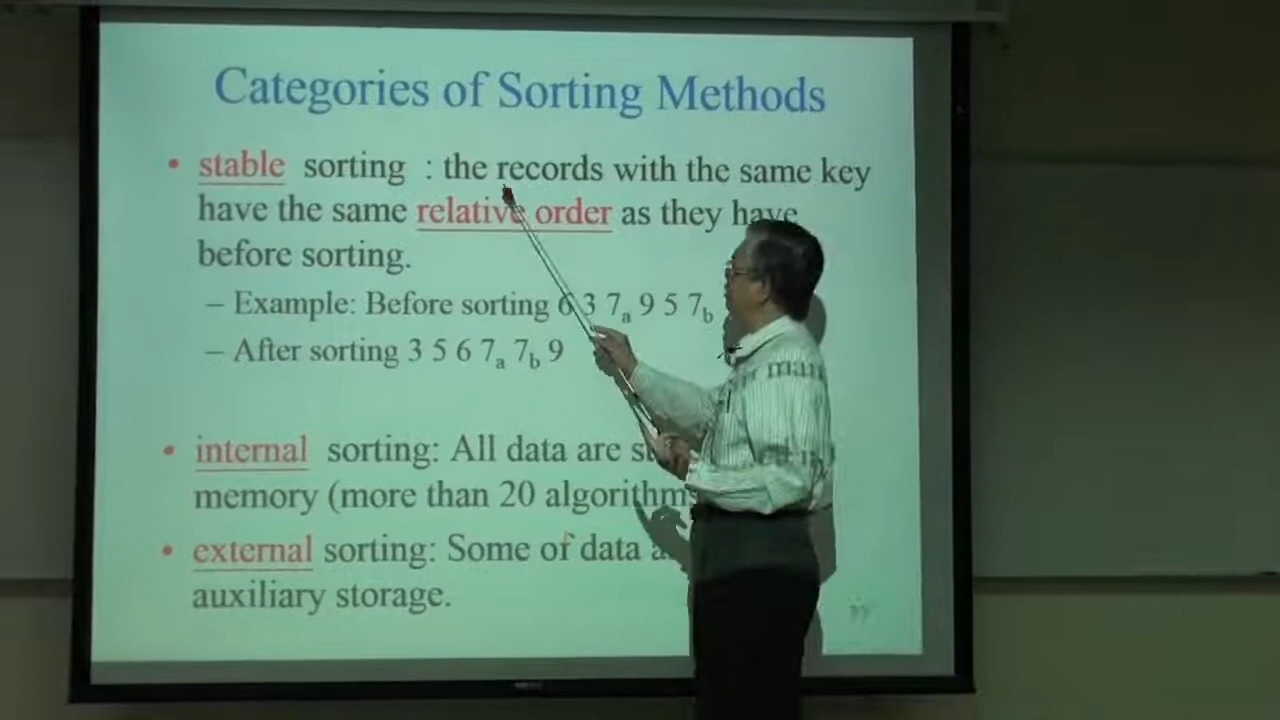 Categories of Sorting Methods
• stable sorting : the records with the same key
have the same relative order as they have
before sorting.
– Example: Before sorting 6 3 7a 9 5 7b
– After sorting 3 5 6 7a 7b 9
• internal sorting: All data are
memory (more than 20 algorithms
• external sorting: Some of data
auxiliary storage.